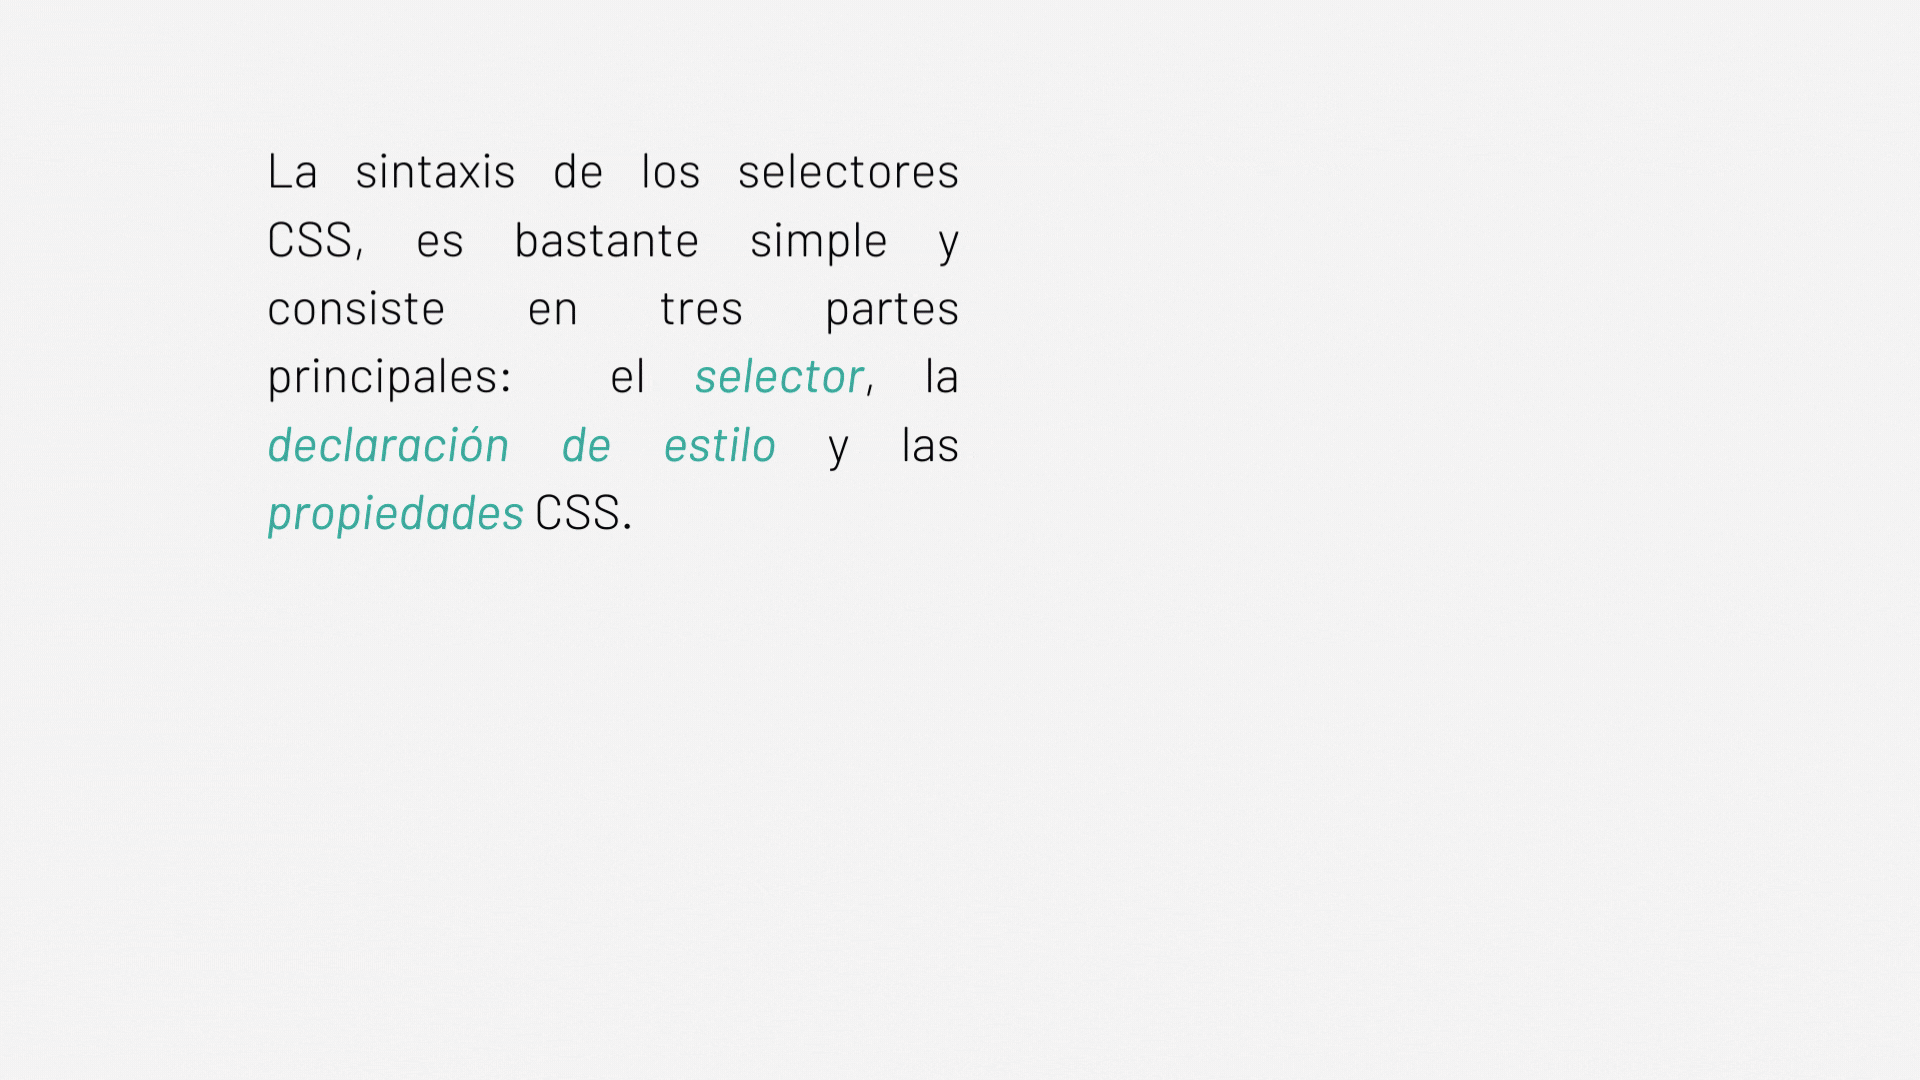 La sintaxis de los selectores
CSS, es bastante simple y
consiste en tres partes
principales: el selector, la
declaración de estilo y las
propiedades CSS.